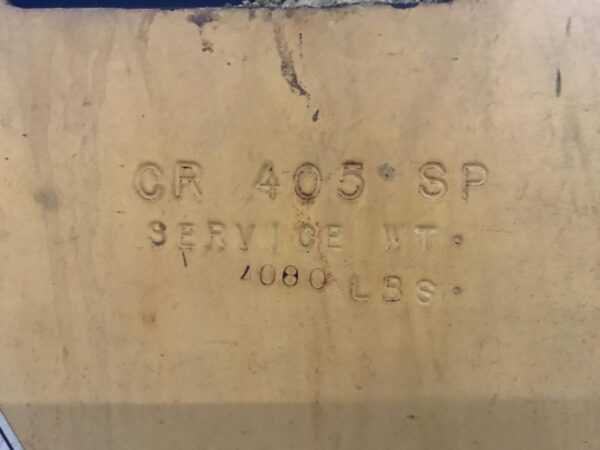 CR 405 SP
SERVICE WT.
4080 LBS.